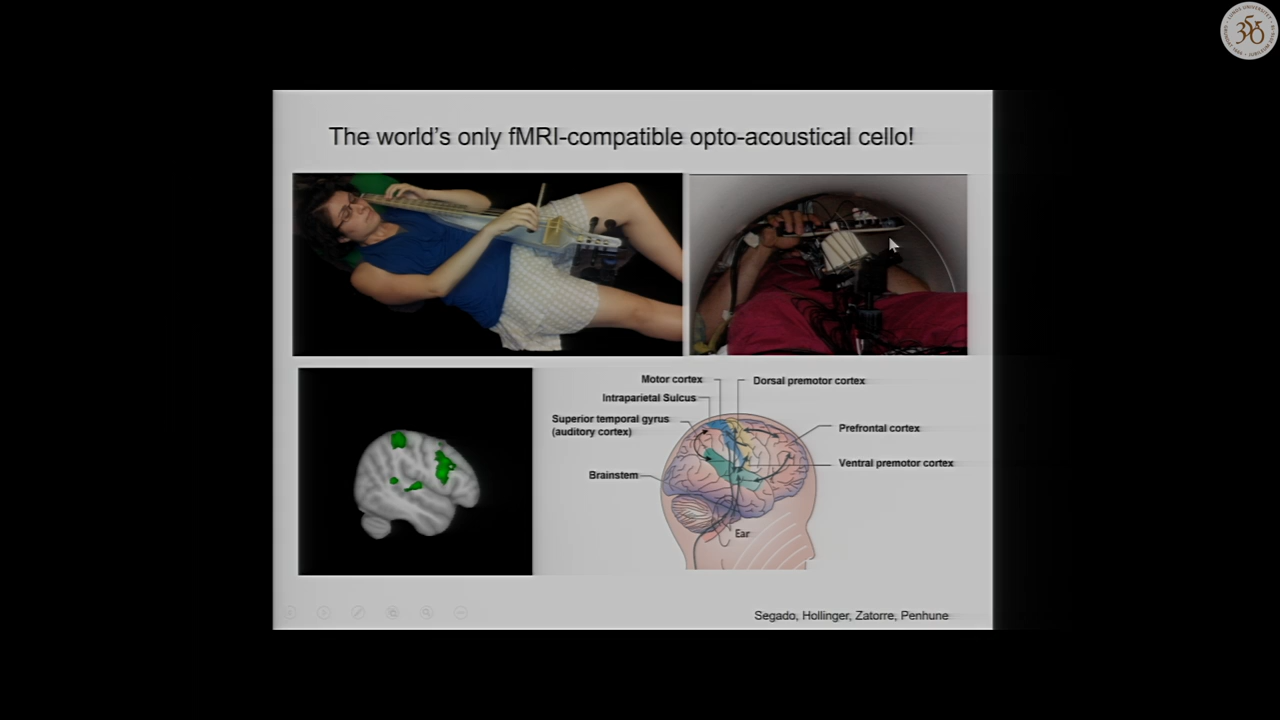 The world's only fMRI-compatible opto-acoustical cello!
Motor cortex
Dorsal premotor cortex
Intraparietal Sulcus
Superior temporal gyrus
(auditory cortex)
Prefrontal cortex
Ventral premotor cortex
Brainstem
Ear
Segado, Hollinger, Zatorre, Penhune